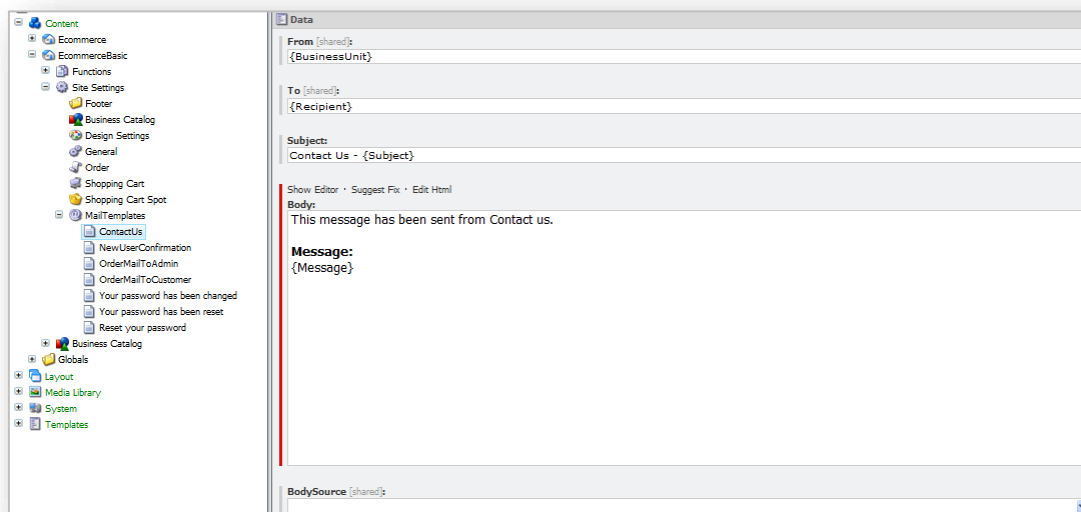 Content
Ecommerce
EcommerceBasic
Functions
Site Settings
Footer
Business Catalog
Design Settings
General
Order
Shopping Cart
Shopping Cart Spot
MailTemplates
ContactUs
NewUserConfirmation
OrderMailToAdmin
OrderMailToCustomer
Your password has been changed
Your password has been reset
Reset your password
Business Catalog
Globals
Layout
Media Library
System
Templates
Data
From [shared]:
{BusinessUnit}
To [shared]:
{Recipient}
Subject:
Contact Us - {Subject}
Show Editor · Suggest Fix · Edit Html
Body:
This message has been sent from Contact us.
Message:
{Message}
BodySource [shared]: